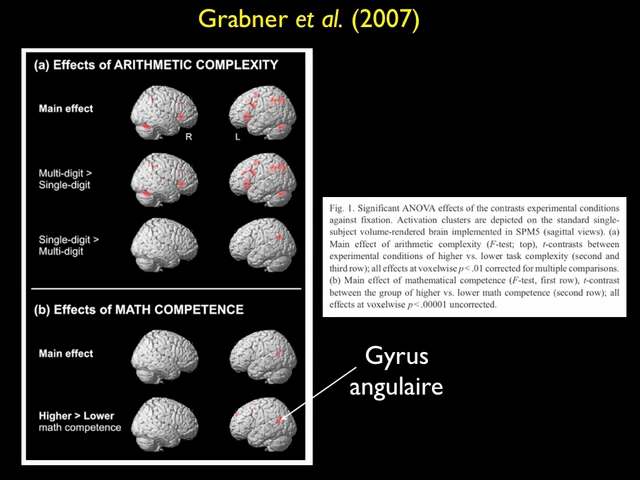 Grabner et al. (2007)
(a) Effects of ARITHMETIC COMPLEXITY
Main effect
R
L
Multi-digit >
Single-digit
Single-digit >
Multi-digit
(b) Effects of MATH COMPETENCE
Main effect
Higher > Lower
math competence
Fig. 1. Significant ANOVA effects of the contrasts experimental conditions
against fixation. Activation clusters are depicted on the standard single-
subject volume-rendered brain implemented in SPM5 (sagittal views). (a)
Main effect of arithmetic complexity (F-test; top), t-contrasts between
experimental conditions of higher vs. lower task complexity (second and
third row); all effects at voxelwise p<.01 corrected for multiple comparisons.
(b) Main effect of mathematical competence (F-test, first row), t-contrast
between the group of higher vs. lower math competence (second row); all
effects at voxelwise p<.00001 uncorrected.
Gyrus
angulaire